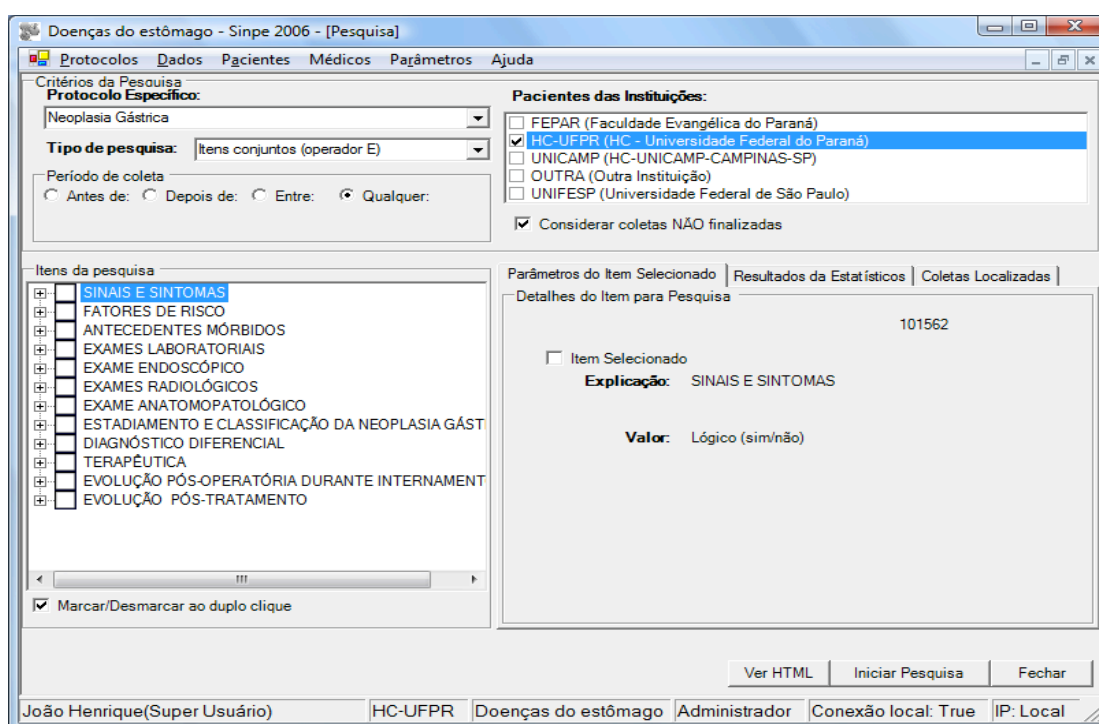 Doenças do estômago - Sinpe 2006 - [Pesquisa]
Protocolos Dados Pacientes Médicos Parâmetros Ajuda
Critérios da Pesquisa
Protocolo Específico:
Neoplasia Gástrica
Tipo de pesquisa: Itens conjuntos (operador E)
Período de coleta
Antes de: Depois de: Entre: Qualquer:
Pacientes das Instituições:
FEPAR (Faculdade Evangélica do Paraná)
HC-UFPR (HC - Universidade Federal do Paraná)
UNICAMP (HC-UNICAMP-CAMPINAS-SP)
OUTRA (Outra Instituição)
UNIFESP (Universidade Federal de São Paulo)
Considerar coletas NÃO finalizadas
Itens da pesquisa
SINAIS E SINTOMAS
FATORES DE RISCO
ANTECEDENTES MÓRBIDOS
EXAMES LABORATORIAIS
EXAME ENDOSCÓPICO
EXAMES RADIOLÓGICOS
EXAME ANATOMOPATOLÓGICO
ESTADIAMENTO E CLASSIFICAÇÃO DA NEOPLASIA GÁST
DIAGNÓSTICO DIFERENCIAL
TERAPÊUTICA
EVOLUÇÃO PÓS-OPERATÓRIA DURANTE INTERNAMENT
EVOLUÇÃO PÓS-TRATAMENTO
Marcar/Desmarcar ao duplo clique
Parâmetros do Item Selecionado Resultados da Estatísticos Coletas Localizadas
Detalhes do Item para Pesquisa
101562
Item Selecionado
Explicação: SINAIS E SINTOMAS
Valor: Lógico (sim/não)
Ver HTML Iniciar Pesquisa Fechar
João Henrique(Super Usuário) HC-UFPR Doenças do estômago Administrador Conexão local: True IP: Local